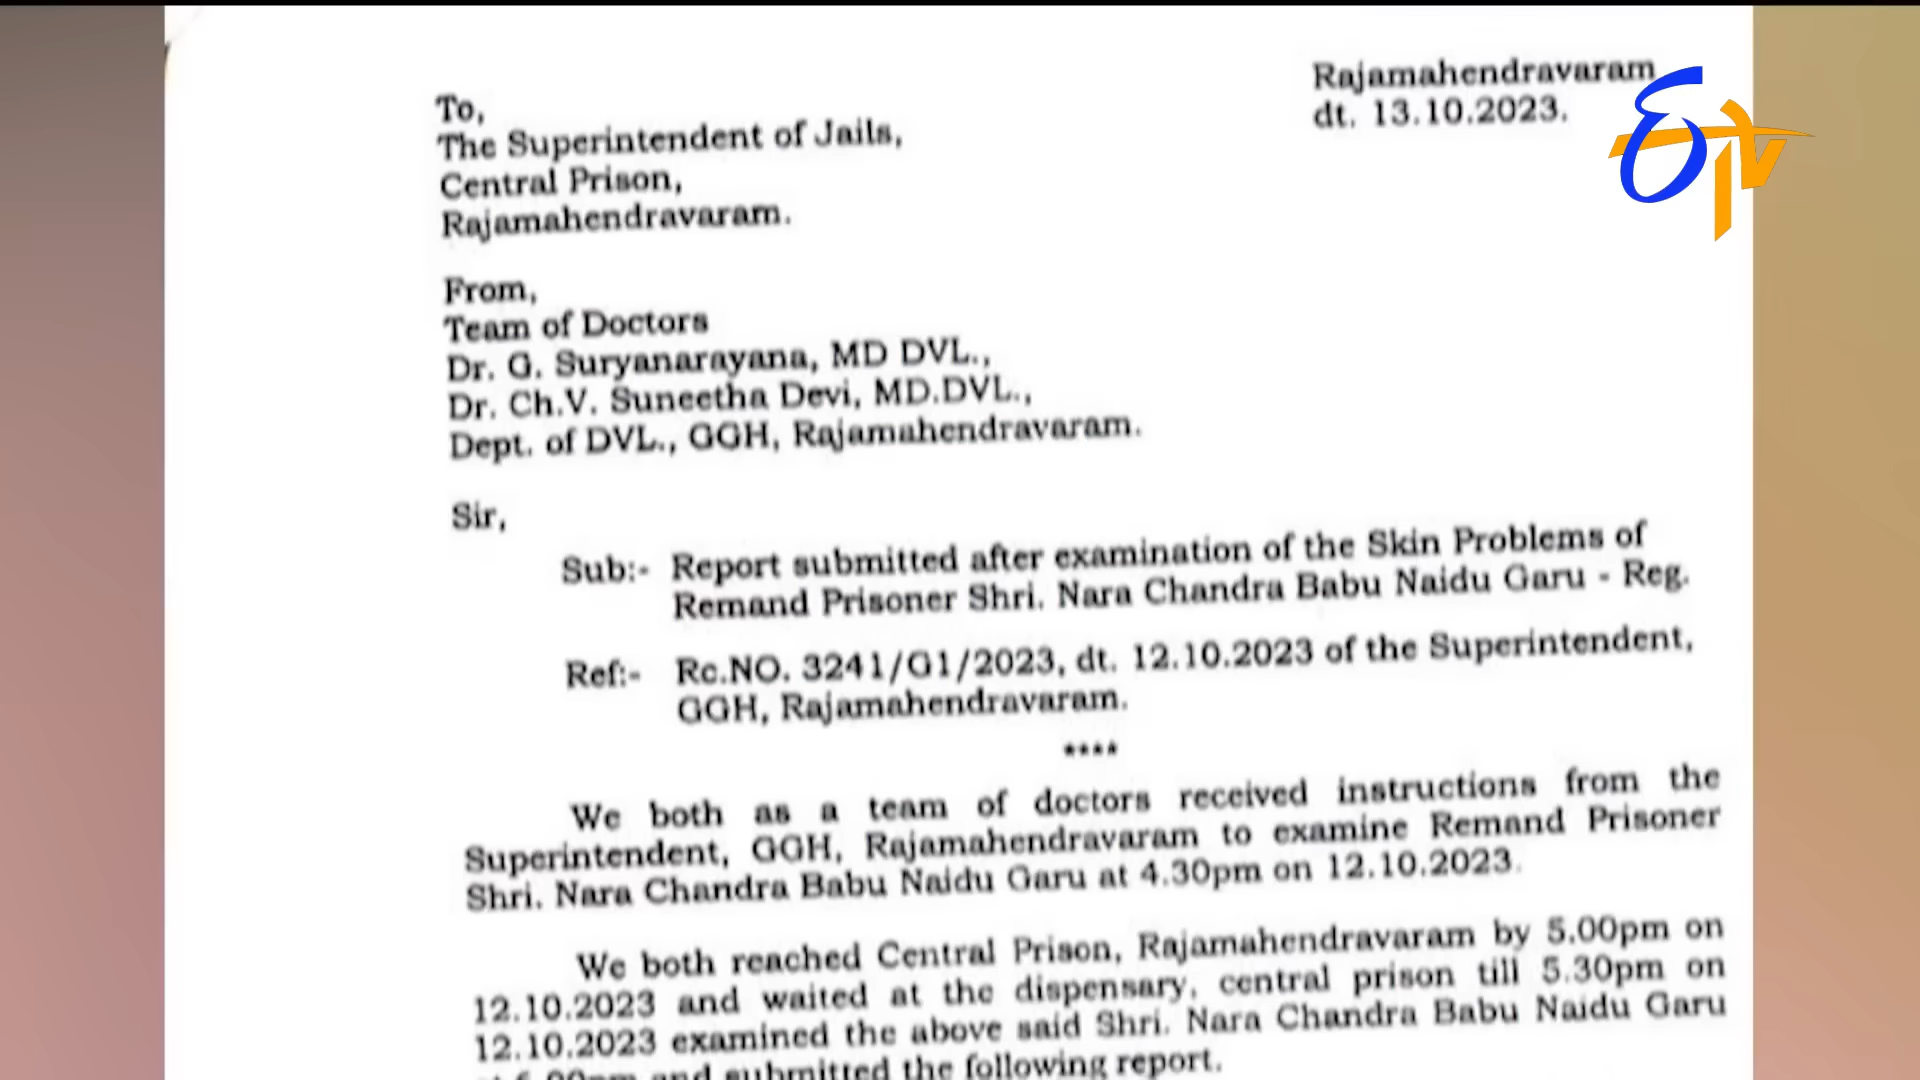 Rajamahendravaram
dt. 13.10.2023.
ETV
To,
The Superintendent of Jails,
Central Prison,
Rajamahendravaram.
From,
Team of Doctors
Dr. G. Suryanarayana, MD DVL.,
Dr. Ch.V. Suneetha Devi, MD.DVL.,
Dept. of DVL., GGH, Rajamahendravaram.
Sir,
Sub:- Report submitted after examination of the Skin Problems of
Remand Prisoner Shri. Nara Chandra Babu Naidu Garu - Reg.
Ref:- Rc.NO. 3241/G1/2023, dt. 12.10.2023 of the Superintendent,
GGH, Rajamahendravaram.
****
We both as a team of doctors received instructions from the
Superintendent, GGH, Rajamahendravaram to examine Remand Prisoner
Shri. Nara Chandra Babu Naidu Garu at 4.30pm on 12.10.2023.
We both reached Central Prison, Rajamahendravaram by 5.00pm on
12.10.2023 and waited at the dispensary, central prison till 5.30pm on
12.10.2023 examined the above said Shri. Nara Chandra Babu Naidu Garu
at 6.00pm and submitted the following report.